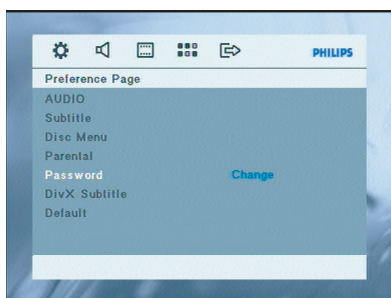 PHILIPS
Preference Page
AUDIO
Subtitle
Disc Menu
Parental
Password Change
DivX Subtitle
Default